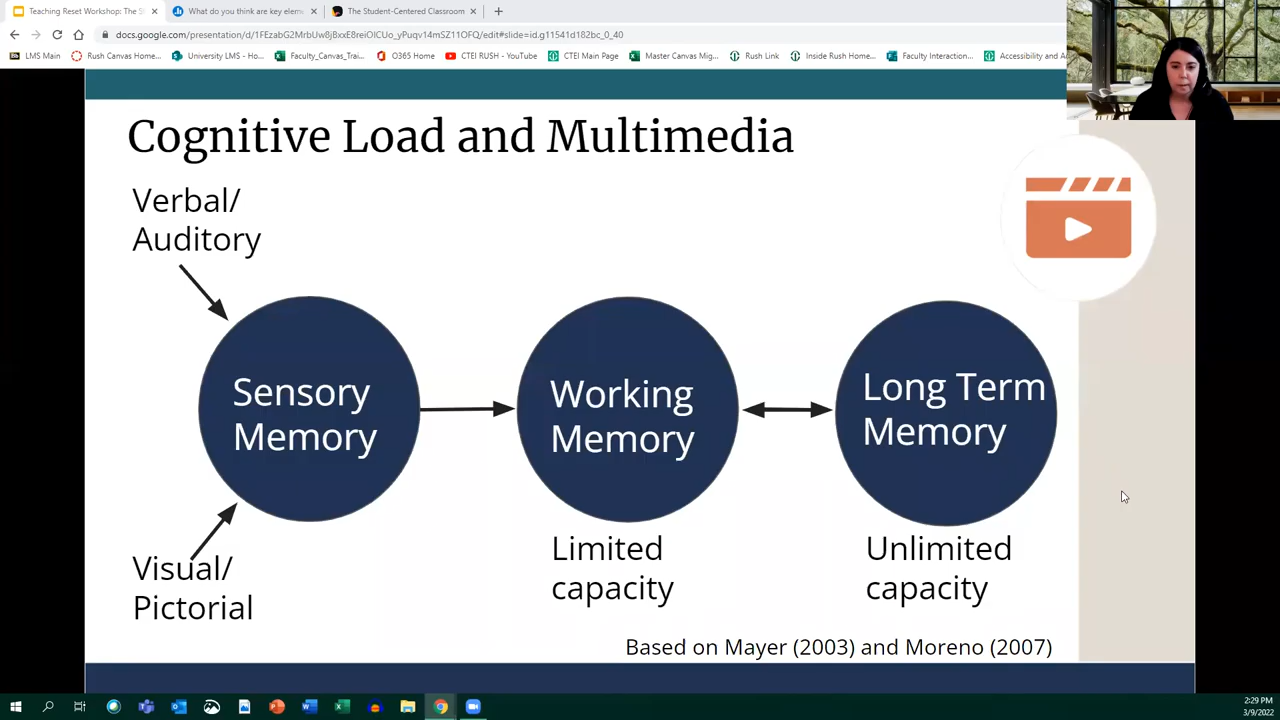 Teaching Reset Workshop: The S
What do you think are key elem
The Student-Centered Classroom
docs.google.com/presentation/d/1FEzabG2MrbUw8jBxxE8reiOICUo_yPuqv14mSZ11OFQ/edit#slide=id.g11541d182bc_0_40
LMS Main
Rush Canvas Home...
University LMS - Ho...
Faculty_Canvas_Trai...
O365 Home
CTEI RUSH - YouTube
CTEI Main Page
Master Canvas Mig...
Rush Link
Inside Rush Home...
Faculty Interaction...
Accessibility and A
Cognitive Load and Multimedia
Verbal/
Auditory
Sensory
Memory
Working
Memory
Long Term
Memory
Visual/
Pictorial
Limited
capacity
Unlimited
capacity
Based on Mayer (2003) and Moreno (2007)
2:29 PM
3/9/2022